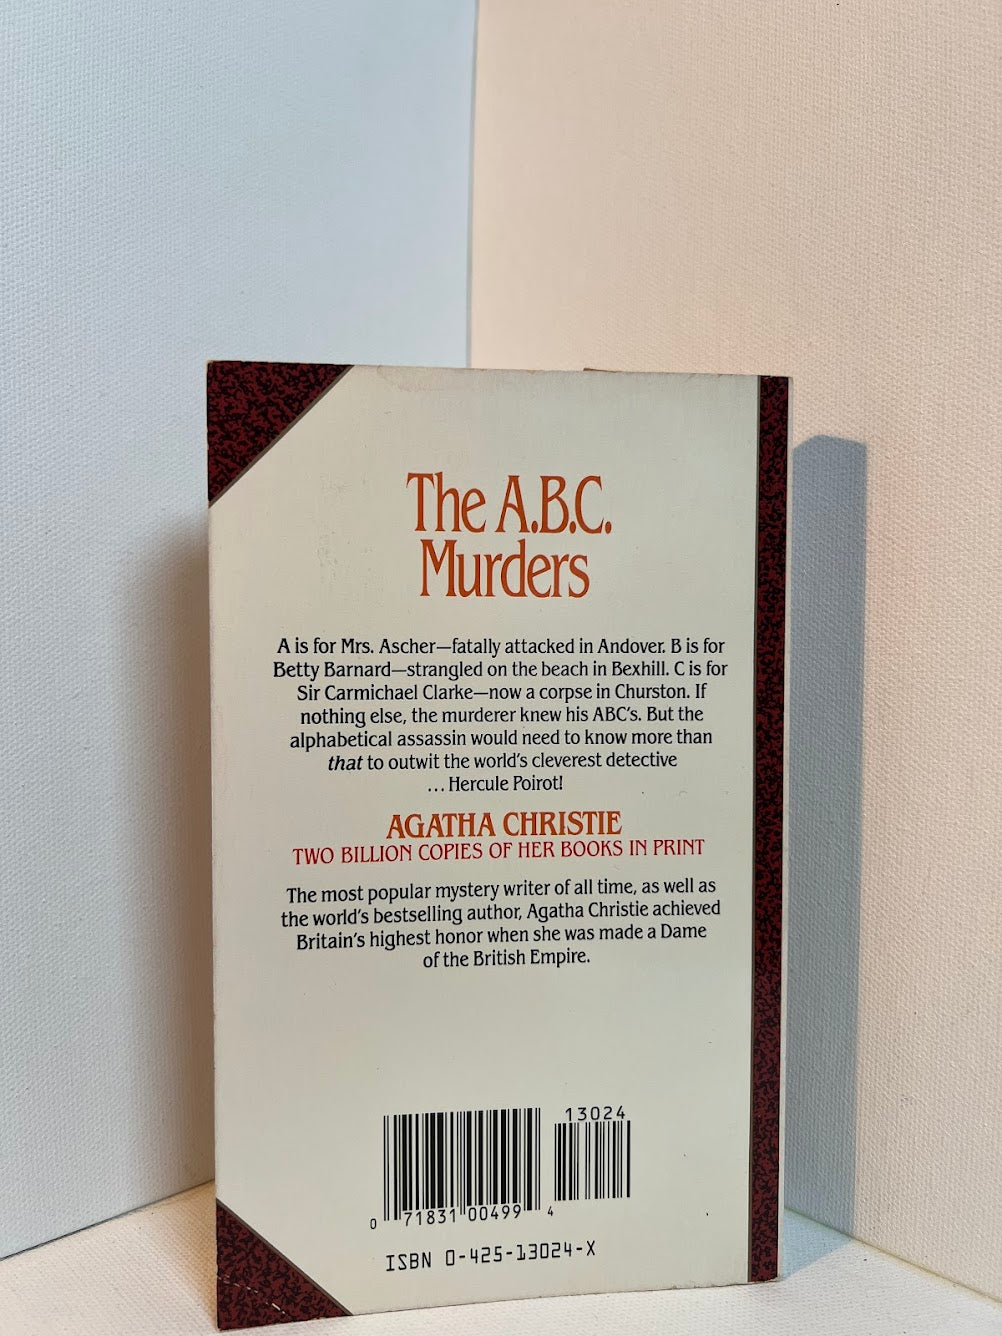 The A.B.C.
Murders
A is for Mrs. Ascher—fatally attacked in Andover. B is for
Betty Barnard—strangled on the beach in Bexhill. C is for
Sir Carmichael Clarke—now a corpse in Churston. If
nothing else, the murderer knew his ABC's. But the
alphabetical assassin would need to know more than
that to outwit the world's cleverest detective
...Hercule Poirot!
AGATHA CHRISTIE
TWO BILLION COPIES OF HER BOOKS IN PRINT
The most popular mystery writer of all time, as well as
the world's bestselling author, Agatha Christie achieved
Britain's highest honor when she was made a Dame
of the British Empire.
13024
0 71831 00499 4
ISBN 0-425-13024-X